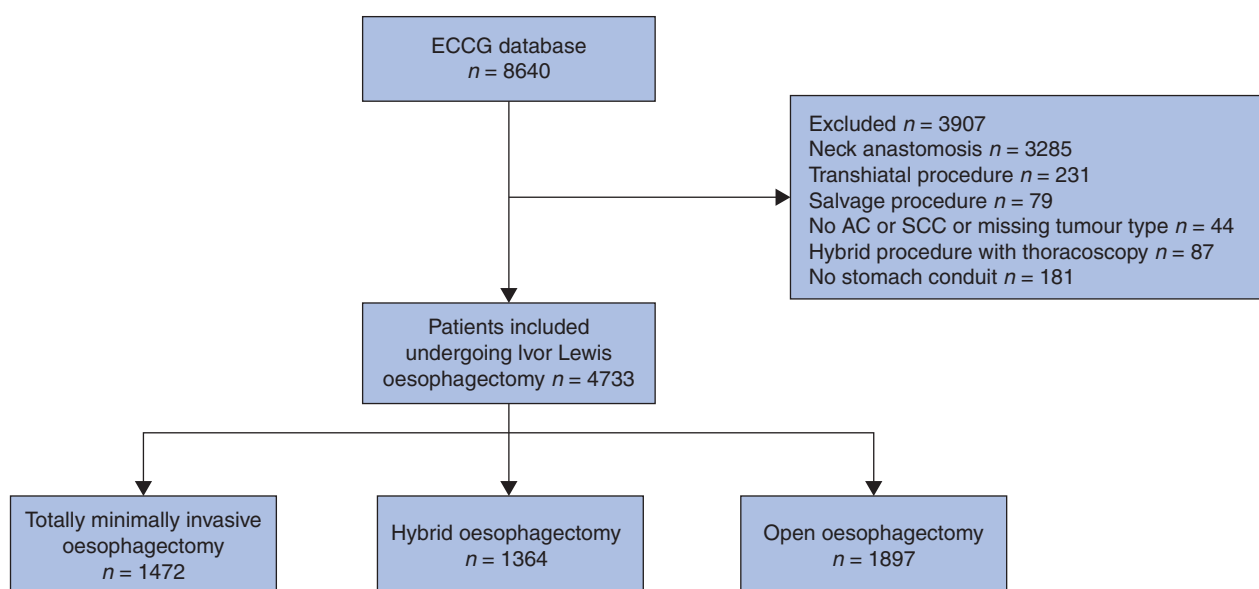 ECCG database
n = 8640
Excluded n = 3907
Neck anastomosis n = 3285
Transhiatal procedure n = 231
Salvage procedure n = 79
No AC or SCC or missing tumour type n = 44
Hybrid procedure with thoracoscopy n = 87
No stomach conduit n = 181
Patients included
undergoing Ivor Lewis
oesophagectomy n = 4733
Totally minimally invasive
oesophagectomy
n = 1472
Hybrid oesophagectomy
n = 1364
Open oesophagectomy
n = 1897